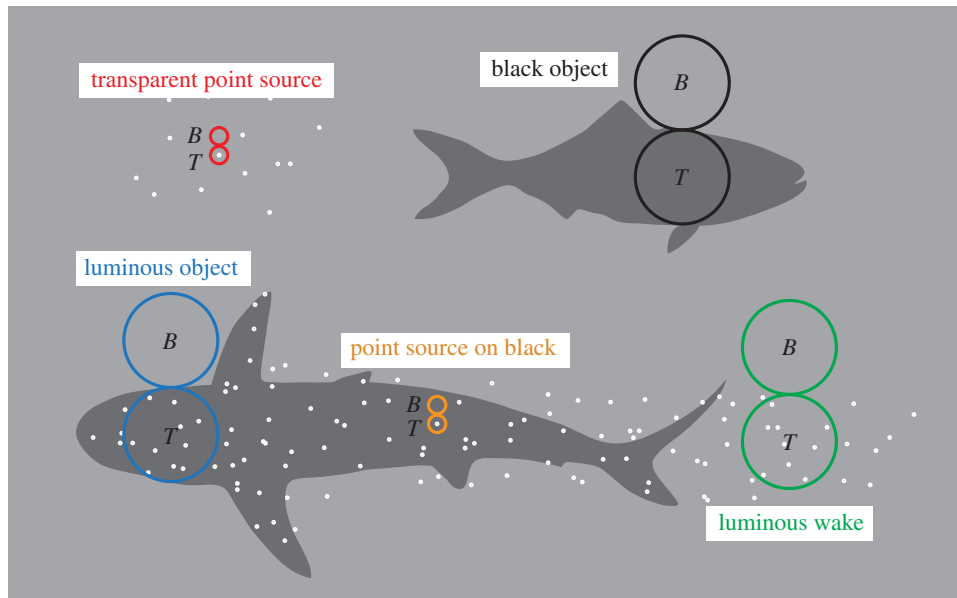 transparent point source
B
T
black object
B
T
luminous object
B
T
point source on black
B
T
B
T
luminous wake